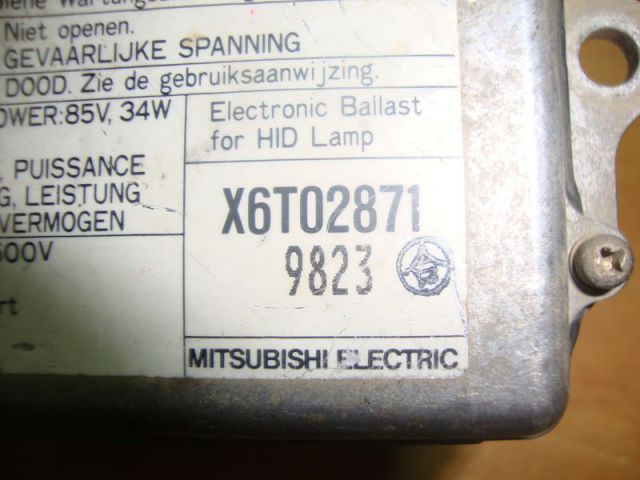 Niet openen.
GEVAARLIJKE SPANNING
DOOD. Zie de gebruiksaanwijzing.
OWER:85V, 34W
Electronic Ballast
for HID Lamp
PUISSANCE
G, LEISTUNG
VERMOGEN
X6T02871
9823
MITSUBISHI ELECTRIC